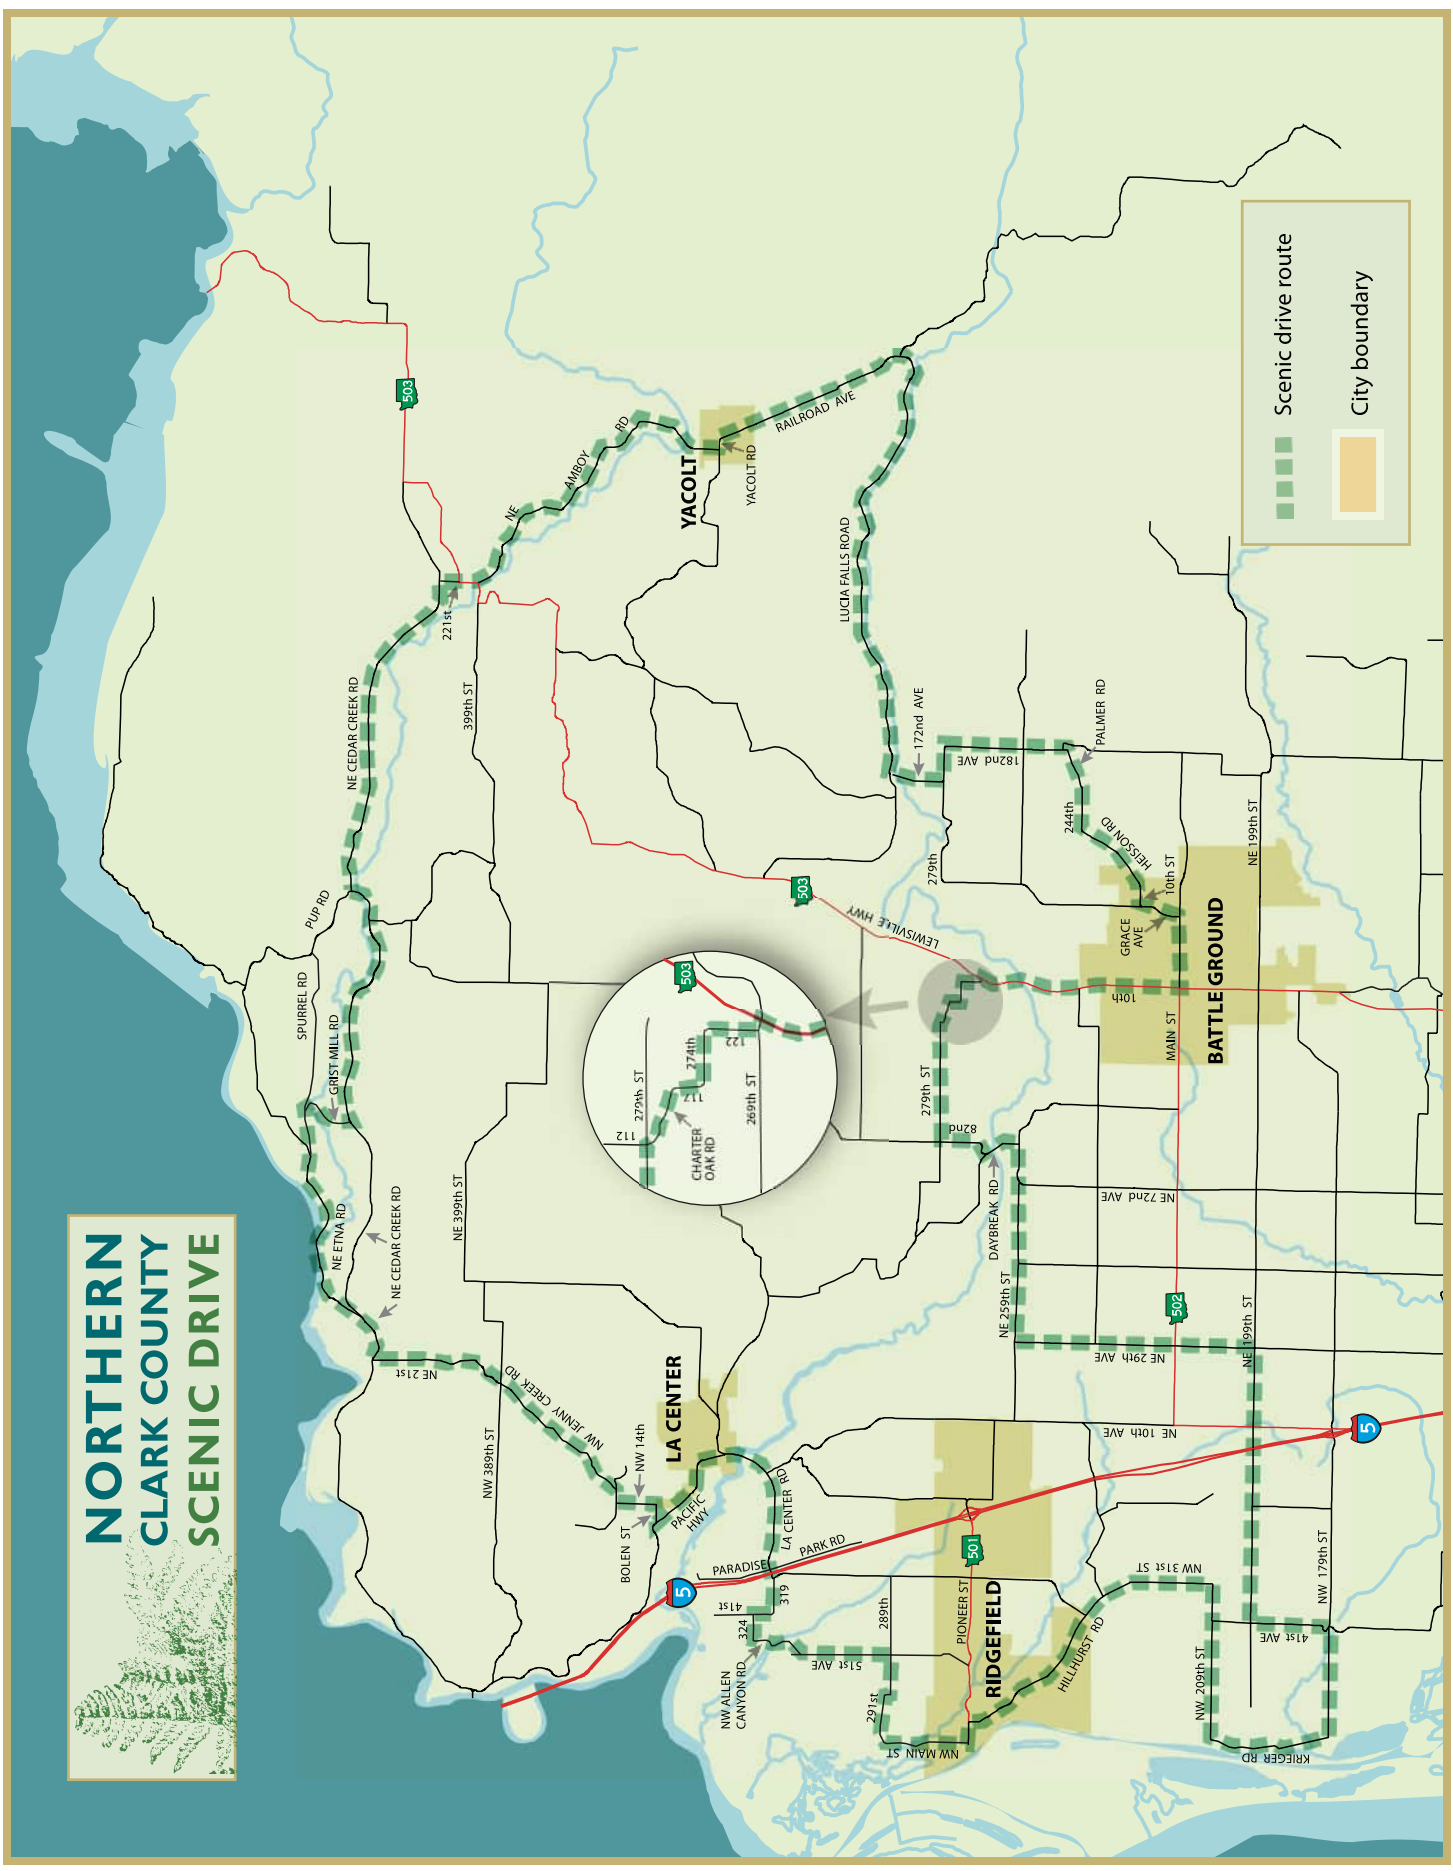 NORTHERN
CLARK COUNTY
SCENIC DRIVE
Scenic drive route
City boundary
503
221st
NE CEDAR CREEK RD
399th ST
NE
AMBOY
RD
YACOLT
YACOLT RD
RAILROAD AVE
LUCIA FALLS ROAD
172nd AVE
182nd AVE
PALMER RD
244th
HEISSON RD
10th ST
GRACE
AVE
279th
NE 199th ST
BATTLE GROUND
MAIN ST
10th
503
LEWISVILLE HWY
PUP RD
SPURREL RD
GRIST MILL RD
NE ETNA RD
NE CEDAR CREEK RD
NE 399th ST
503
279th ST
274th
122
117
112
269th ST
CHARTER
OAK RD
279th ST
82nd
DAYBREAK RD
NE 72nd AVE
NE 259th ST
502
NE 29th AVE
NE 199th ST
NE 10th AVE
5
NE 21st
NW JENNY CREEK RD
NW 389th ST
NW 14th
BOLEN ST
LA CENTER
PACIFIC
HWY
LA CENTER RD
PARADISE
PARK RD
5
319
41st
324
NW ALLEN
CANYON RD
51st AVE
289th
291st
NW MAIN ST
501
PIONEER ST
RIDGEFIELD
HILLHURST RD
NW 31st ST
NW 209th ST
41st AVE
NW 179th ST
KRIEGER RD